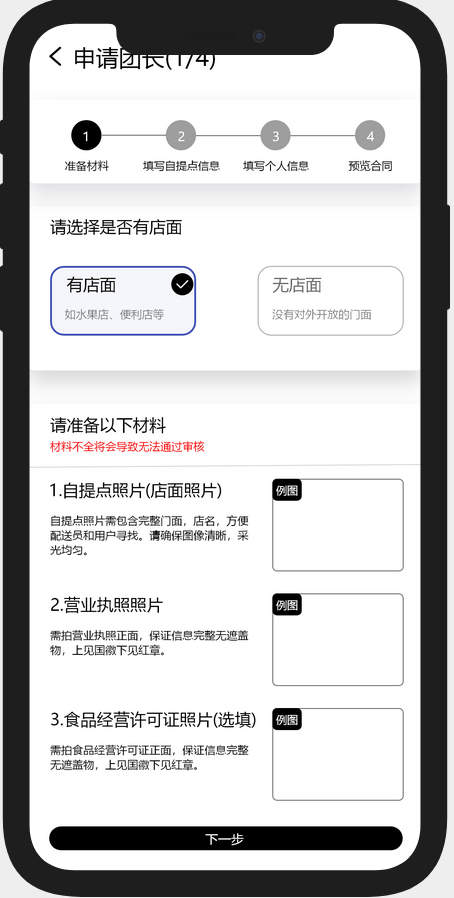 申请团长(1/4)
1 2 3 4
准备材料 填写自提点信息 填写个人信息 预览合同
请选择是否有店面
有店面 无店面
如水果店、便利店等 没有对外开放的门面
请准备以下材料
材料不全将会导致无法通过审核
1.自提点照片(店面照片)
例图
自提点照片需包含完整门面，店名，方便
配送员和用户寻找。请确保图像清晰，采
光均匀。
2.营业执照照片
例图
需拍营业执照正面，保证信息完整无遮盖
物，上见国徽下见红章。
3.食品经营许可证照片(选填)
例图
需拍食品经营许可证正面，保证信息完整
无遮盖物，上见国徽下见红章。
下一步